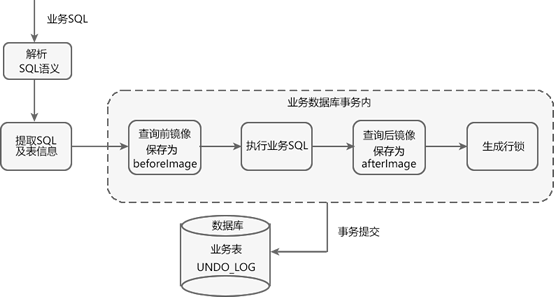 业务SQL
解析
SQL语义
提取SQL
及表信息
业务数据库事务内
查询前镜像
保存为
beforeImage
执行业务SQL
查询后镜像
保存为
afterImage
生成行锁
事务提交
数据库
业务表
UNDO_LOG